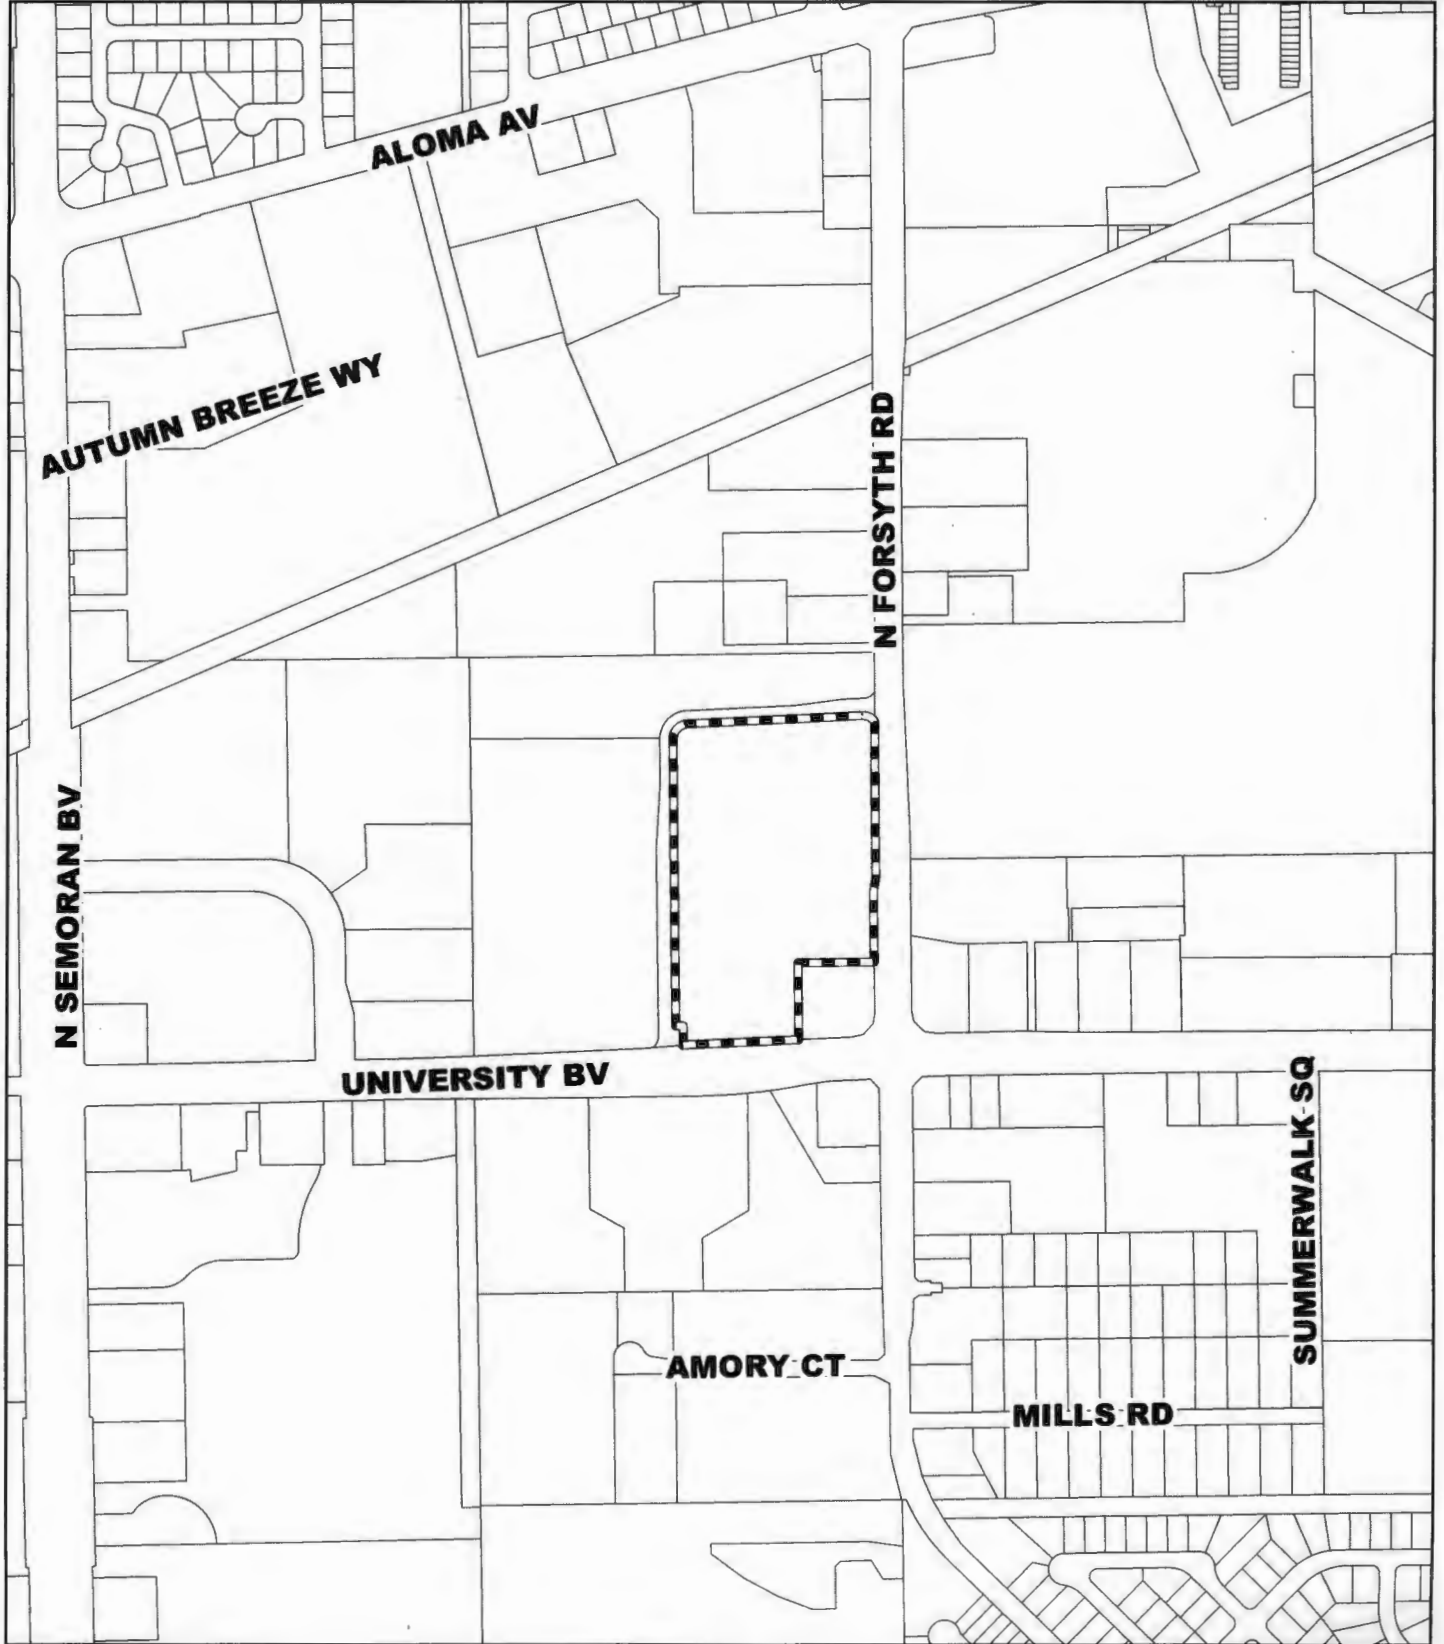 ALOMA AV
AUTUMN BREEZE WY
N FORSYTH RD
N SEMORAN BV
UNIVERSITY BV
SUMMERWALK SQ
AMORY CT
MILLS RD